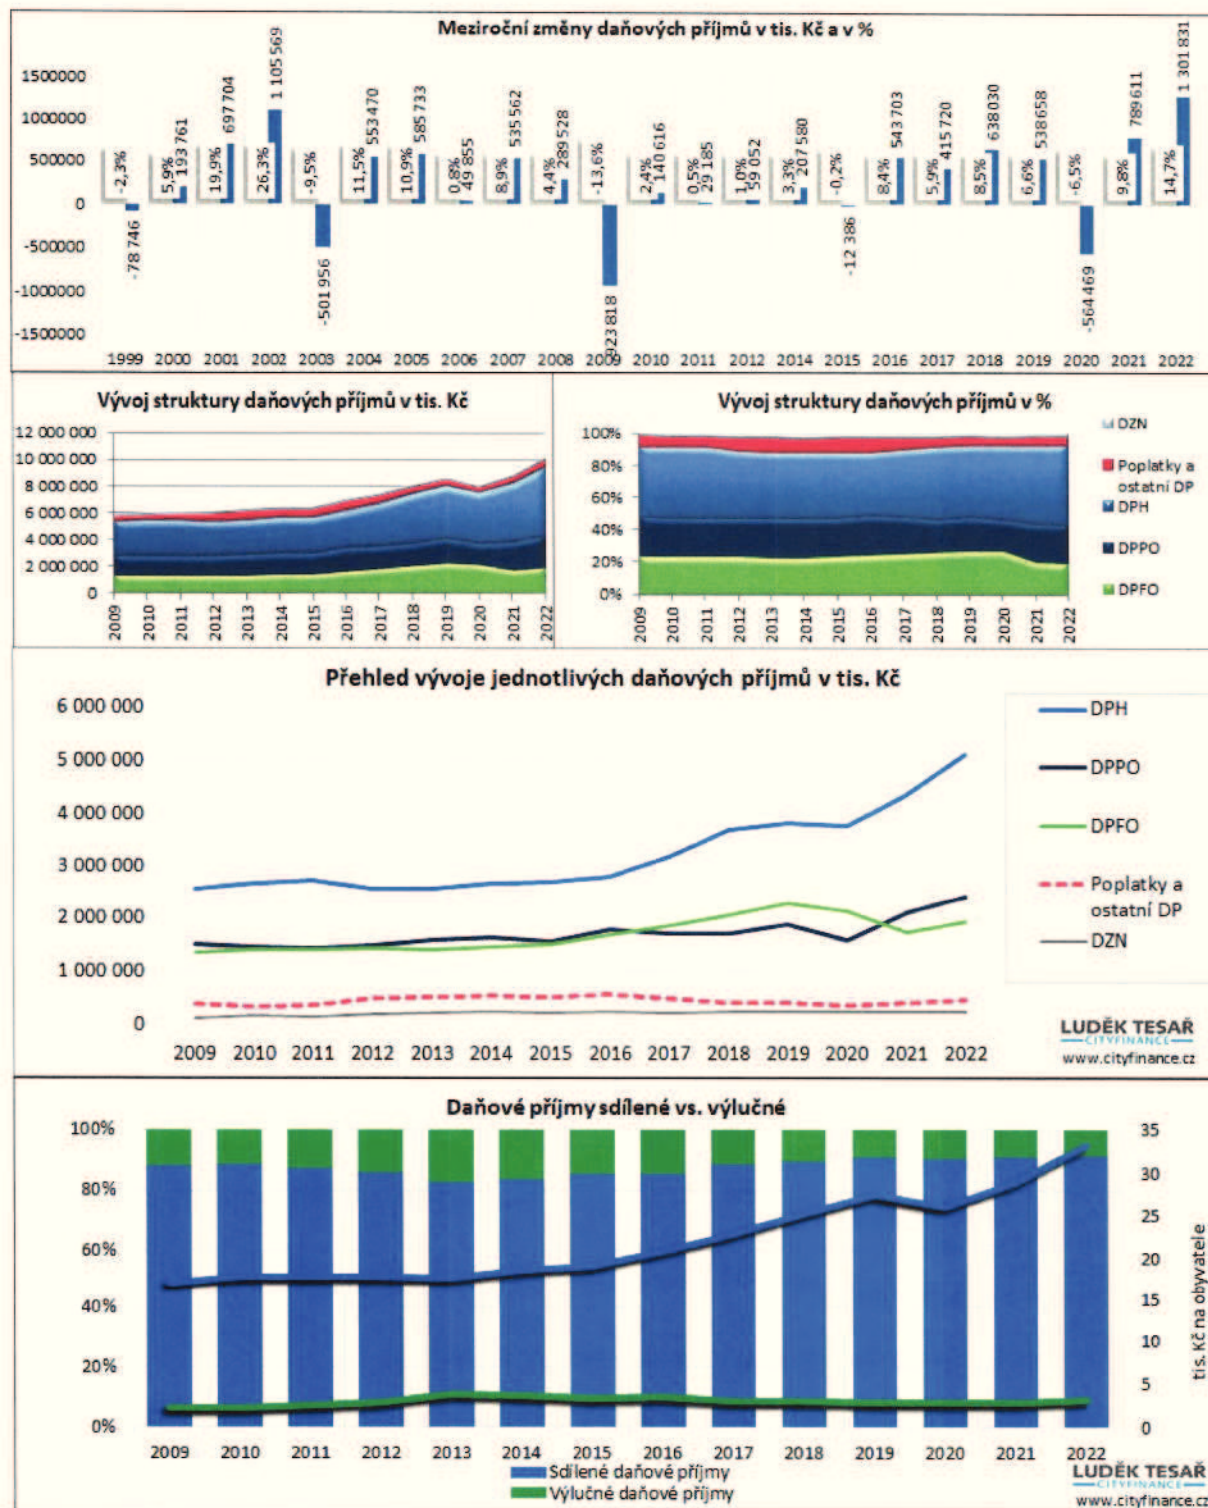 Meziroční změny daňových příjmů v tis. Kč a v %
1500000
1000000
500000
0
-500000
-1000000
-1500000
-2,3%
-78 746
5,9%
193 761
19,9%
697 704
26,3%
1 105 569
-9,5%
-501 956
11,5%
553 470
10,9%
585 733
0,8%
49 855
8,9%
535 562
4,4%
289 528
-13,6%
-923 818
2,4%
140 616
0,5%
29 185
1,0%
59 052
3,3%
207 580
-0,2%
-12 386
8,4%
543 703
5,9%
415 720
8,5%
638 030
6,6%
538 658
-6,5%
-564 469
9,8%
789 611
14,7%
1 301 831
1999 2000 2001 2002 2003 2004 2005 2006 2007 2008 2009 2010 2011 2012 2014 2015 2016 2017 2018 2019 2020 2021 2022
Vývoj struktury daňových příjmů v tis. Kč
12 000 000
10 000 000
8 000 000
6 000 000
4 000 000
2 000 000
0
2009 2010 2011 2012 2013 2014 2015 2016 2017 2018 2019 2020 2021 2022
Vývoj struktury daňových příjmů v %
100%
80%
60%
40%
20%
0%
2009 2010 2011 2012 2013 2014 2015 2016 2017 2018 2019 2020 2021 2022
DZN
Poplatky a
ostatní DP
DPH
DPPO
DPFO
Přehled vývoje jednotlivých daňových příjmů v tis. Kč
6 000 000
5 000 000
4 000 000
3 000 000
2 000 000
1 000 000
0
2009 2010 2011 2012 2013 2014 2015 2016 2017 2018 2019 2020 2021 2022
DPH
DPPO
DPFO
Poplatky a
ostatní DP
DZN
LUDĚK TESAŘ
CITYFINANCE
www.cityfinance.cz
Daňové příjmy sdílené vs. výlučné
100%
80%
60%
40%
20%
0%
35
30
25
20
15
10
5
0
tis. Kč na obyvatele
2009 2010 2011 2012 2013 2014 2015 2016 2017 2018 2019 2020 2021 2022
Sdílené daňové příjmy
Výlučné daňové příjmy
LUDĚK TESAŘ
CITYFINANCE
www.cityfinance.cz